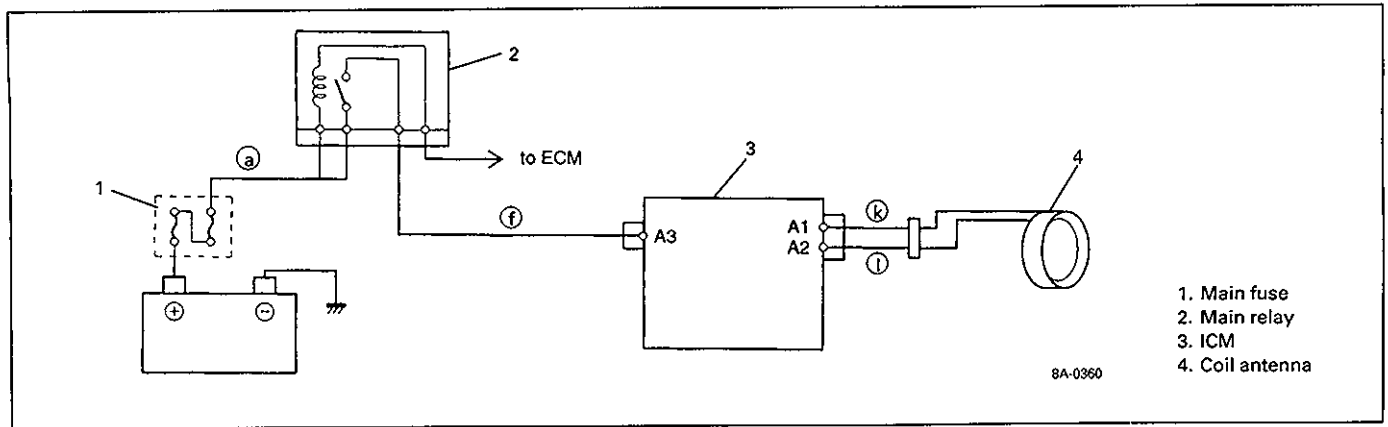 2
to ECM
ⓐ
1
3
4
ⓕ
A3
A1
A2
ⓚ
ⓛ
⊕
⊖
1. Main fuse
2. Main relay
3. ICM
4. Coil antenna
8A-0360